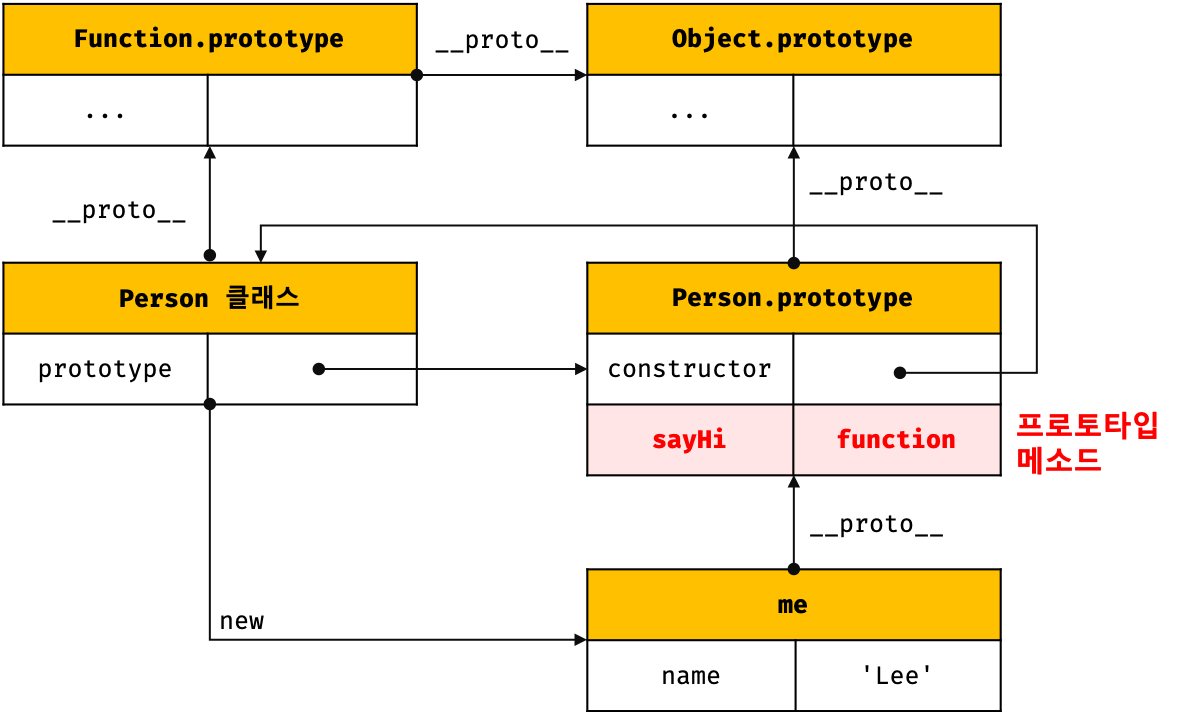 Function.prototype
__proto__
Object.prototype
...
...
__proto__
__proto__
Person 클래스
Person.prototype
prototype
constructor
sayHi
function
프로토타입
메소드
__proto__
new
me
name
'Lee'